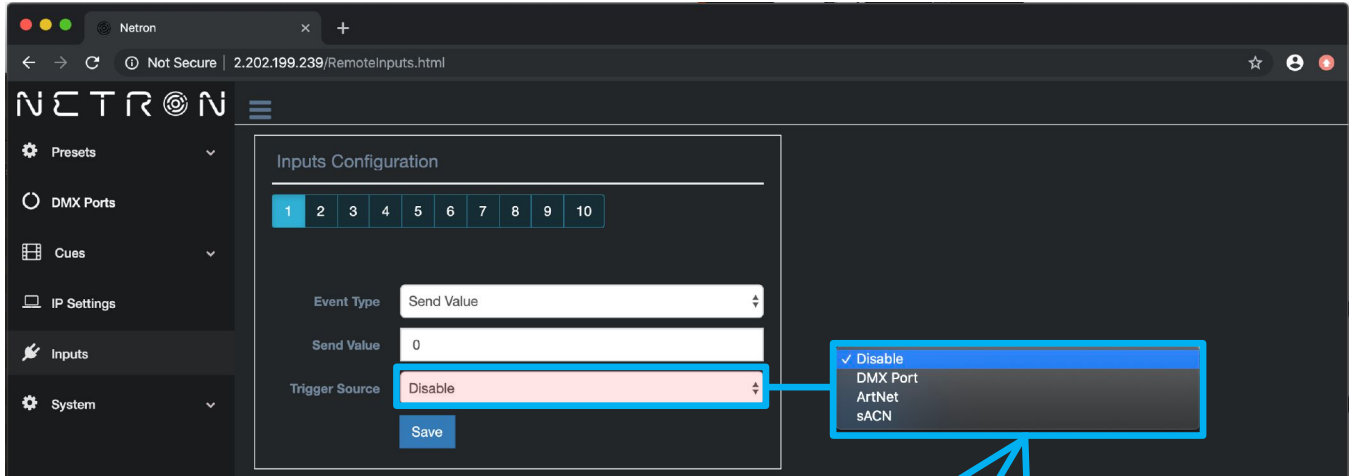 Netron
Not Secure | 2.202.199.239/RemoteInputs.html
NETRON
Presets
Inputs Configuration
DMX Ports
1 2 3 4 5 6 7 8 9 10
Cues
IP Settings
Event Type Send Value
Send Value 0
Inputs
Trigger Source Disable
✓ Disable
DMX Port
ArtNet
sACN
System
Save